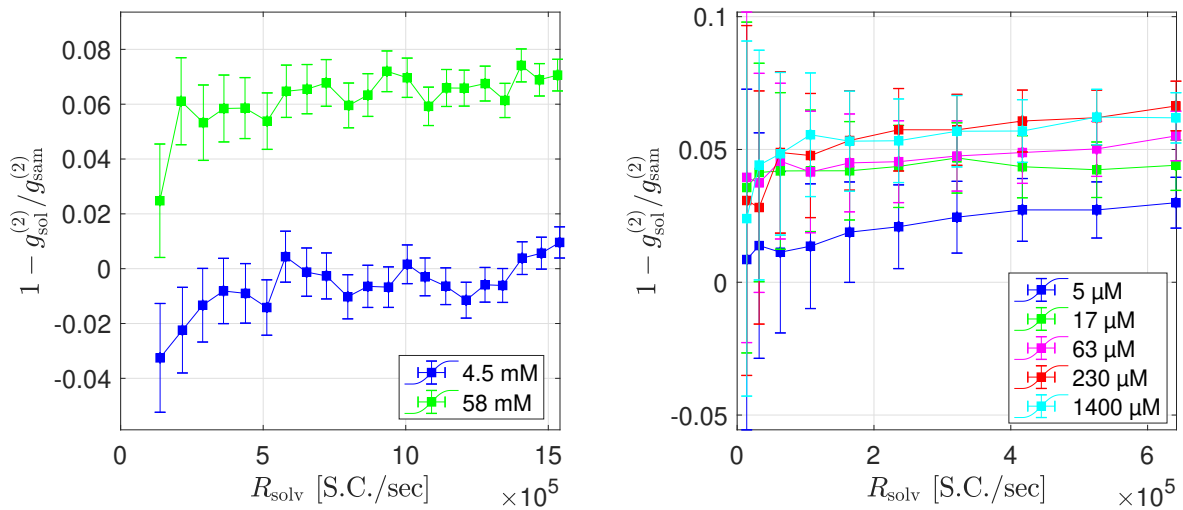 1 − g_sol^(2)/g_sam^(2)
0.08
0.06
0.04
0.02
0
-0.02
-0.04
0
5
10
15
R_solv [S.C./sec]
×10^5
4.5 mM
58 mM
1 − g_sol^(2)/g_sam^(2)
0.1
0.05
0
-0.05
0
2
4
6
R_solv [S.C./sec]
×10^5
5 μM
17 μM
63 μM
230 μM
1400 μM